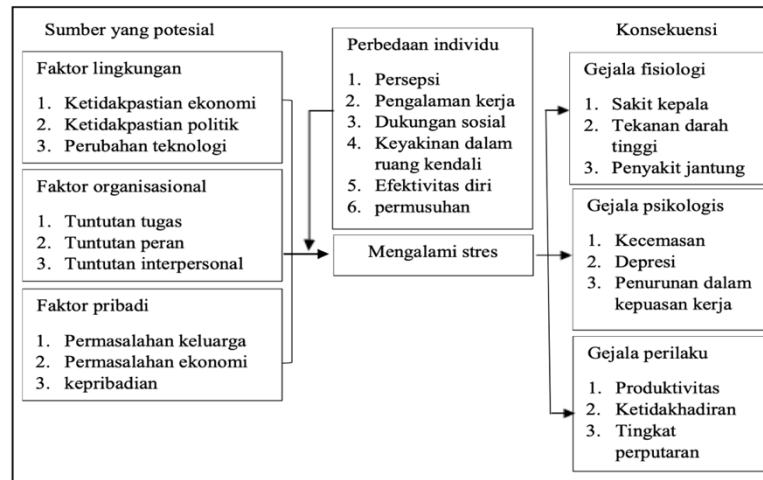 Sumber yang potesial
Faktor lingkungan
1. Ketidakpastian ekonomi
2. Ketidakpastian politik
3. Perubahan teknologi
Faktor organisasional
1. Tuntutan tugas
2. Tuntutan peran
3. Tuntutan interpersonal
Faktor pribadi
1. Permasalahan keluarga
2. Permasalahan ekonomi
3. kepribadian
Perbedaan individu
1. Persepsi
2. Pengalaman kerja
3. Dukungan sosial
4. Keyakinan dalam
ruang kendali
5. Efektivitas diri
6. permusuhan
Mengalami stres
Konsekuensi
Gejala fisiologi
1. Sakit kepala
2. Tekanan darah
tinggi
3. Penyakit jantung
Gejala psikologis
1. Kecemasan
2. Depresi
3. Penurunan dalam
kepuasan kerja
Gejala perilaku
1. Produktivitas
2. Ketidakhadiran
3. Tingkat
perputaran